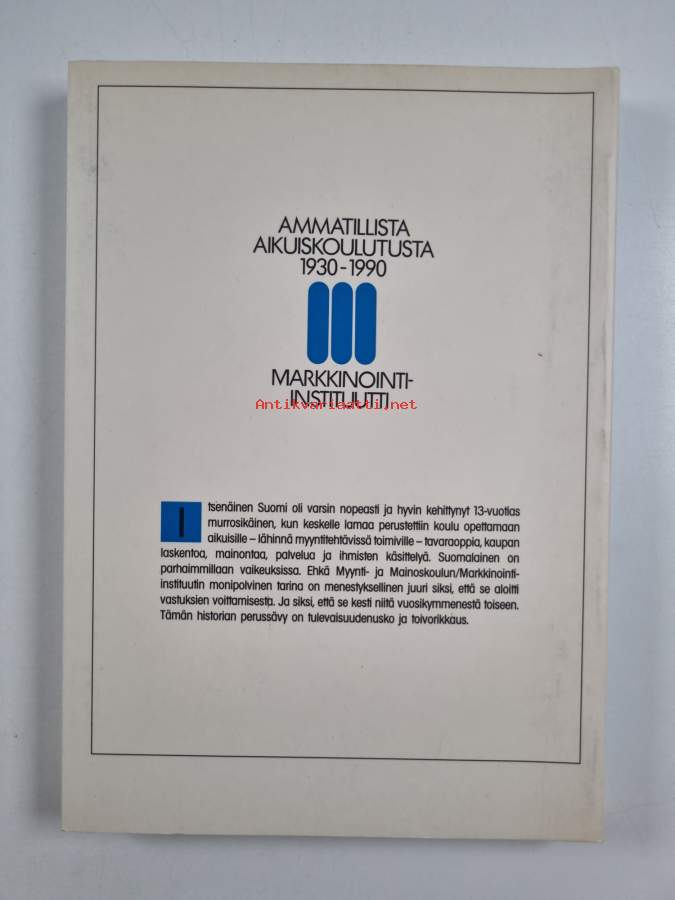 AMMATILLISTA
AIKUISKOULUTUSTA
1930-1990
MARKKINOINTI-
INSTITUUTTI
Antikvariaatti.net
Itsenäinen Suomi oli varsin nopeasti ja hyvin kehittynyt 13-vuotias
murrosikäinen, kun keskelle lamaa perustettiin koulu opettamaan
aikuisille – lähinnä myyntitehtävissä toimiville – tavaraoppia, kaupan
laskentoa, mainontaa, palvelua ja ihmisten käsittelyä. Suomalainen on
parhaimmillaan vaikeuksissa. Ehkä Myynti- ja Mainoskoulun/Markkinointi-
instituutin monipolvinen tarina on menestyksellinen juuri siksi, että se aloitti
vastuksien voittamisesta. Ja siksi, että se kesti niitä vuosikymmenestä toiseen.
Tämän historian perussävy on tulevaisuudenusko ja toivorikkaus.